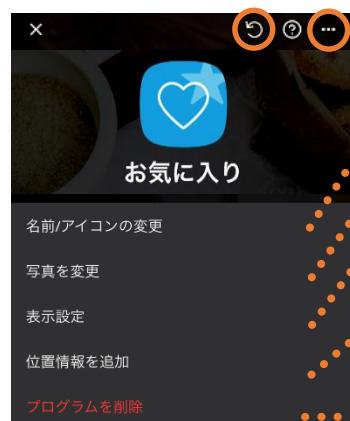 お気に入り
名前/アイコンの変更
写真を変更
表示設定
位置情報を追加
プログラムを削除